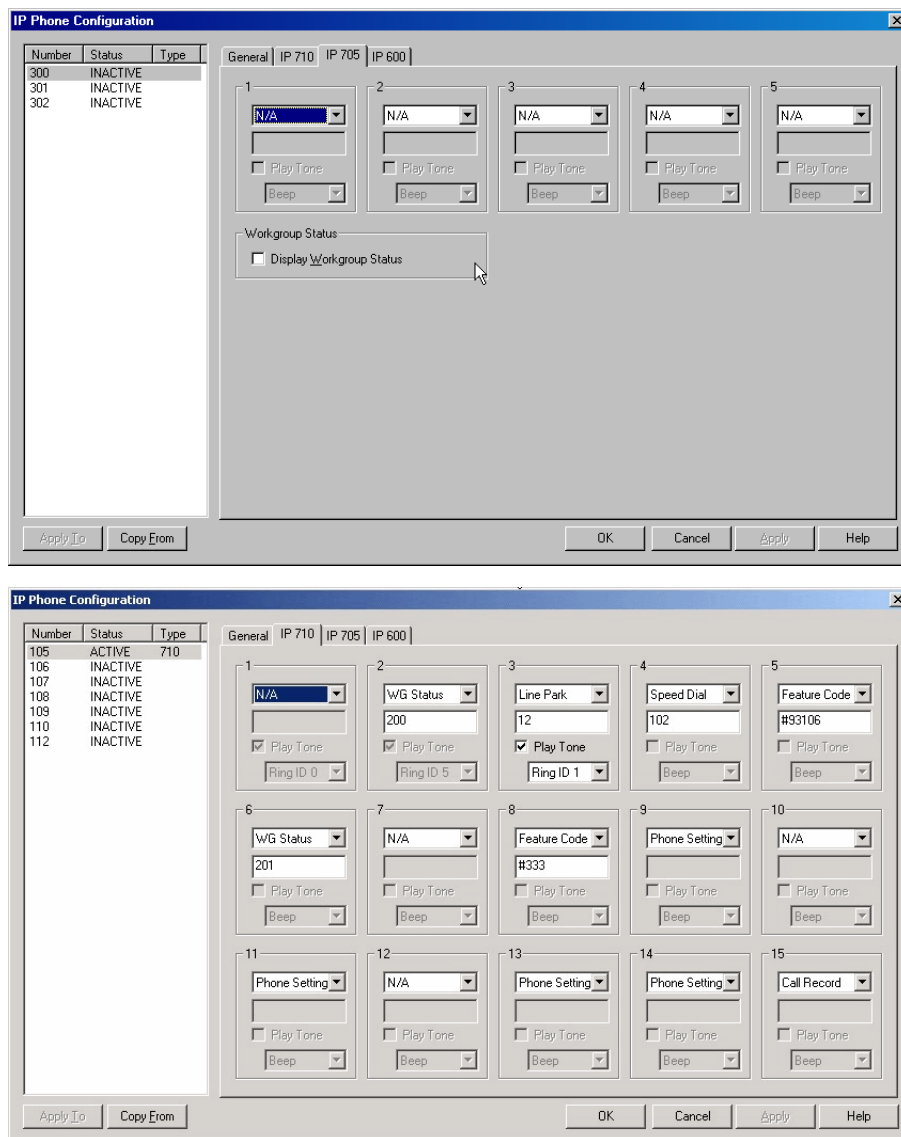 IP Phone Configuration
Number Status Type
300 INACTIVE
301 INACTIVE
302 INACTIVE
General IP 710 IP 705 IP 600
1 2 3 4 5
N/A N/A N/A N/A N/A
Play Tone Play Tone Play Tone Play Tone Play Tone
Beep Beep Beep Beep Beep
Workgroup Status
Display Workgroup Status
Apply To Copy From OK Cancel Apply Help
IP Phone Configuration
Number Status Type
105 ACTIVE 710
106 INACTIVE
107 INACTIVE
108 INACTIVE
109 INACTIVE
110 INACTIVE
112 INACTIVE
General IP 710 IP 705 IP 600
1 2 3 4 5
N/A WG Status Line Park Speed Dial Feature Code
200 12 102 #93106
Play Tone Play Tone Play Tone Play Tone Play Tone
Ring ID 0 Ring ID 5 Ring ID 1 Beep Beep
6 7 8 9 10
WG Status N/A Feature Code Phone Setting N/A
201 #333
Play Tone Play Tone Play Tone Play Tone Play Tone
Beep Beep Beep Beep Beep
11 12 13 14 15
Phone Setting N/A Phone Setting Phone Setting Call Record
Play Tone Play Tone Play Tone Play Tone Play Tone
Beep Beep Beep Beep Beep
Apply To Copy From OK Cancel Apply Help